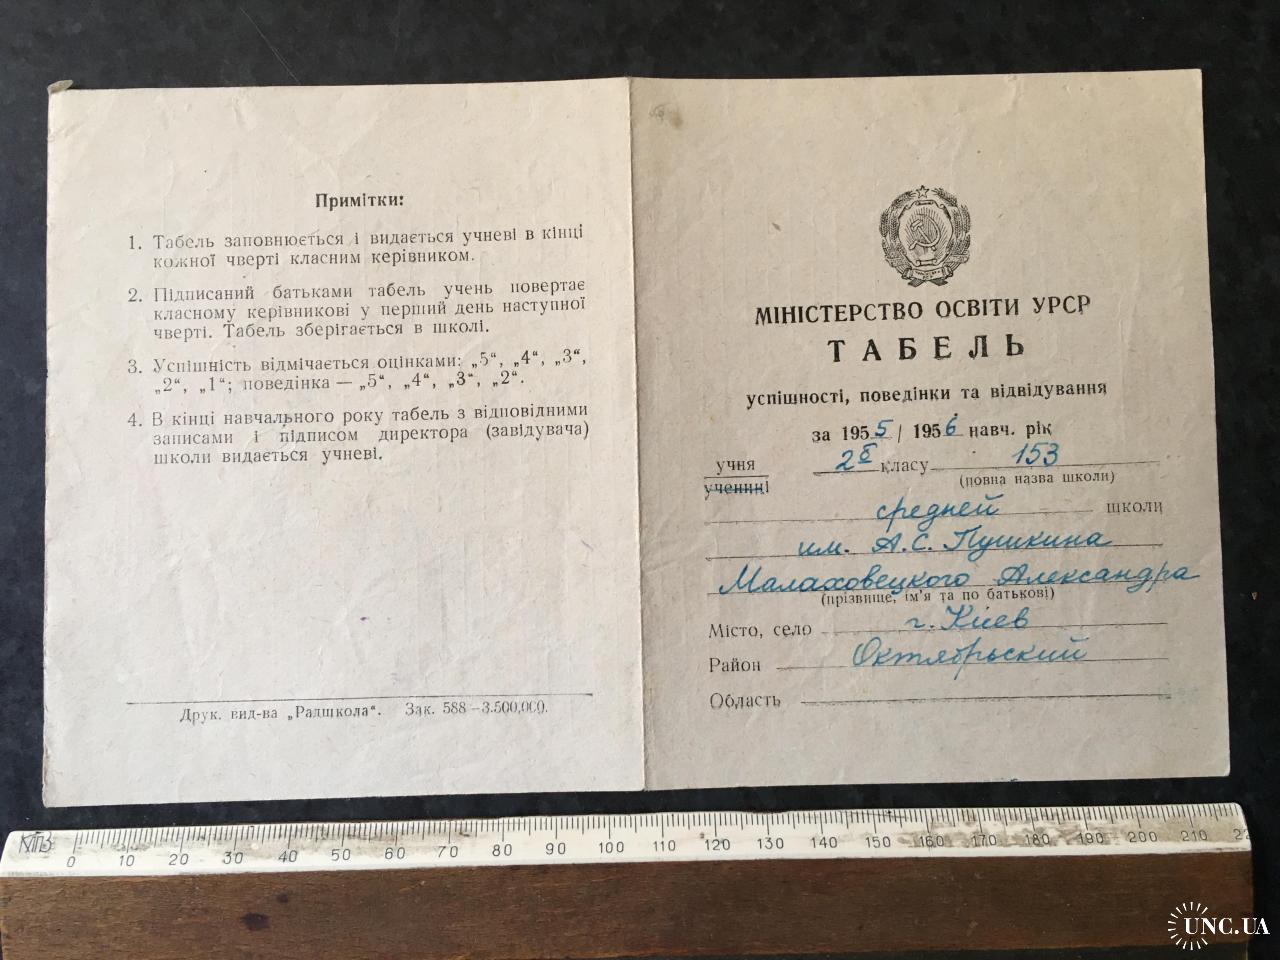 Примітки:
1. Табель заповнюється і видається учневі в кінці
кожної чверті класним керівником.
2. Підписаний батьками табель учень повертає
класному керівникові у перший день наступної
чверті. Табель зберігається в школі.
3. Успішність відмічається оцінками: „5“, „4“, „3“,
„2“, „1“; поведінка — „5“, „4“, „3“, „2“.
4. В кінці навчального року табель з відповідними
записами і підписом директора (завідувача)
школи видається учневі.
Друк. вид-ва „Радшкола“. Зак. 588 — 3.500.000.
МІНІСТЕРСТВО ОСВІТИ УРСР
ТАБЕЛЬ
успішності, поведінки та відвідування
за 1955 / 1956 навч. рік
учня
учениці
2 класу 153
(повна назва школи)
средней школи
им. А.С. Пушкина
Малаховецкого Александра
(прізвище, ім'я та по батькові)
Місто, село г. Киев
Район Октябрьский
Область
0 10 20 30 40 50 60 70 80 90 100 110 120 130 140 150 160 170 180 190 200 210
UNC.UA